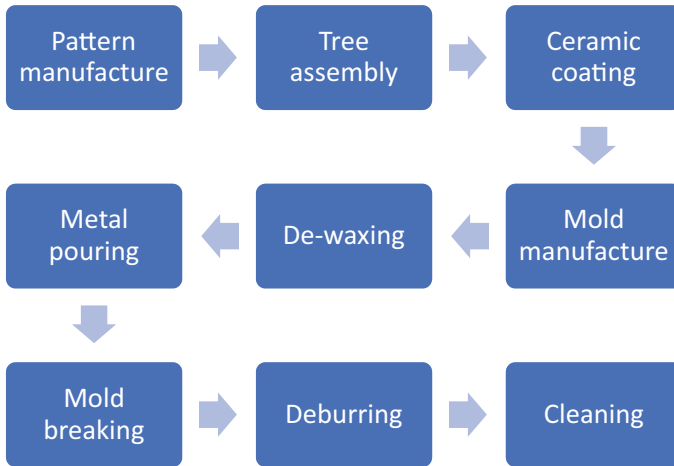 Pattern
manufacture
Tree
assembly
Ceramic
coating
Mold
manufacture
De-waxing
Metal
pouring
Mold
breaking
Deburring
Cleaning